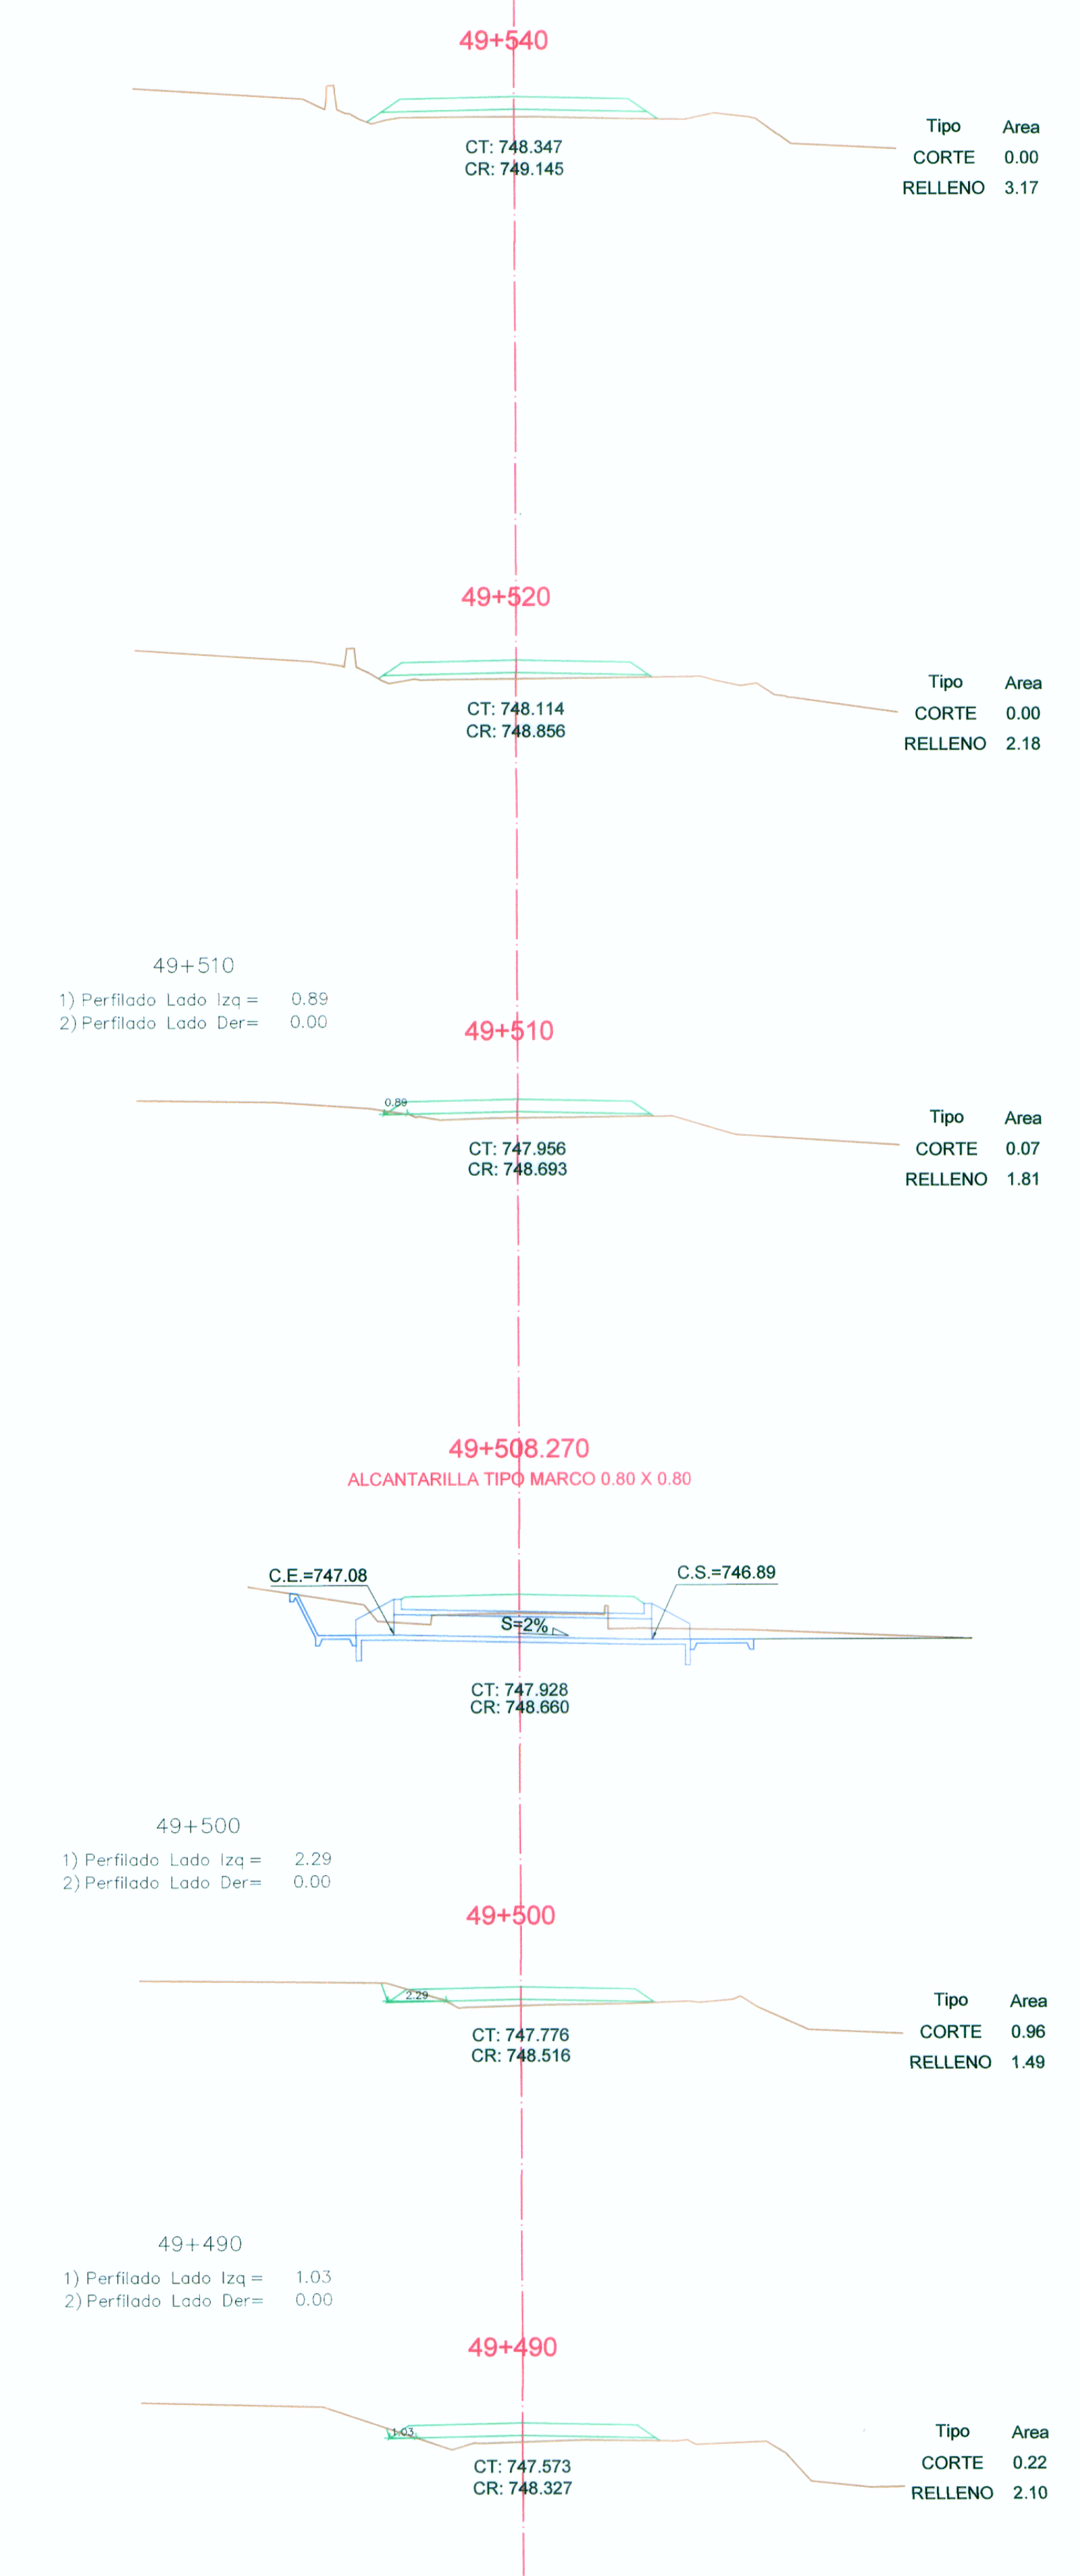 49+540
Tipo Area
CORTE 0.00
RELLENO 3.17
CT: 748.347
CR: 749.145
49+520
Tipo Area
CORTE 0.00
RELLENO 2.18
CT: 748.114
CR: 748.856
49+510
1) Perfilado Lado Izq = 0.89
2) Perfilado Lado Der= 0.00
49+510
0.89
Tipo Area
CORTE 0.07
RELLENO 1.81
CT: 747.956
CR: 748.693
49+508.270
ALCANTARILLA TIPO MARCO 0.80 X 0.80
C.E.=747.08
C.S.=746.89
S=2%
CT: 747.928
CR: 748.660
49+500
1) Perfilado Lado Izq = 2.29
2) Perfilado Lado Der= 0.00
49+500
2.29
Tipo Area
CORTE 0.96
RELLENO 1.49
CT: 747.776
CR: 748.516
49+490
1) Perfilado Lado Izq = 1.03
2) Perfilado Lado Der= 0.00
49+490
1.03
Tipo Area
CORTE 0.22
RELLENO 2.10
CT: 747.573
CR: 748.327